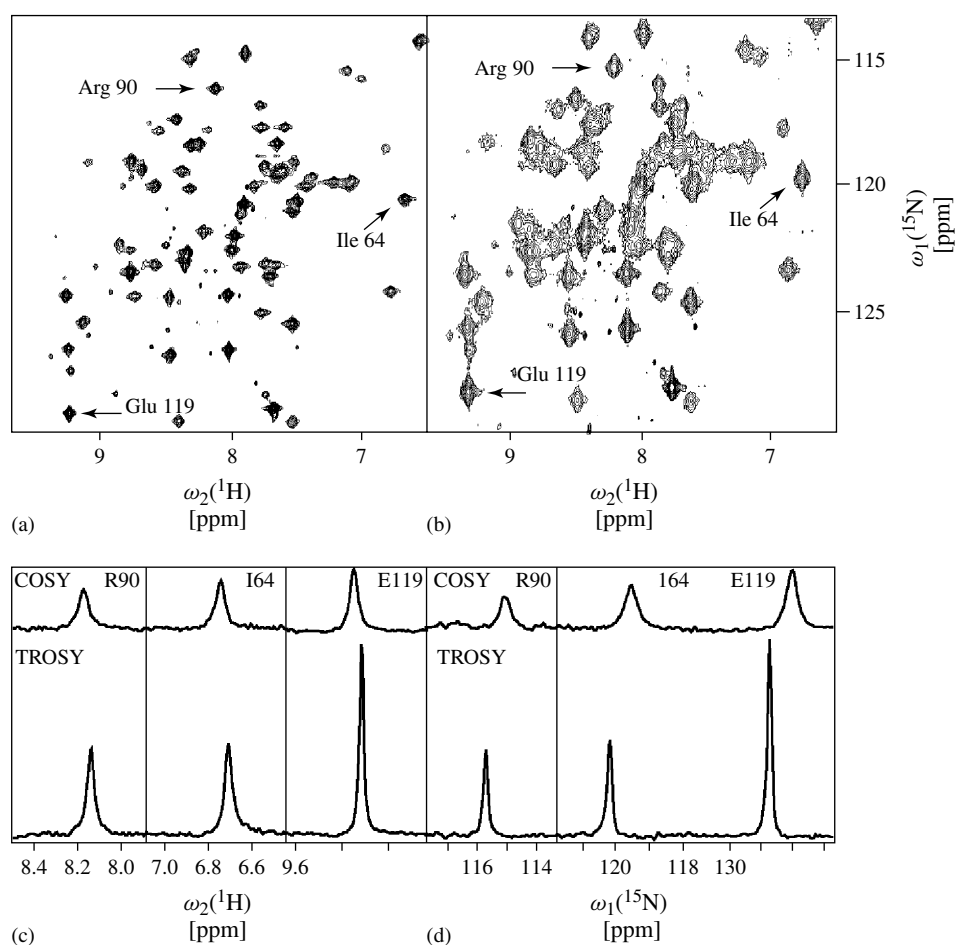 Arg 90
Ile 64
Glu 119
9 8 7
ω2(1H)
[ppm]
(a)
Arg 90
Ile 64
Glu 119
115
120
125
ω1(15N)
[ppm]
9 8 7
ω2(1H)
[ppm]
(b)
COSY R90 I64 E119
TROSY
8.4 8.2 8.0 7.0 6.8 6.6 9.6
ω2(1H)
[ppm]
(c)
COSY R90 164 E119
TROSY
116 114 120 118 130
ω1(15N)
[ppm]
(d)